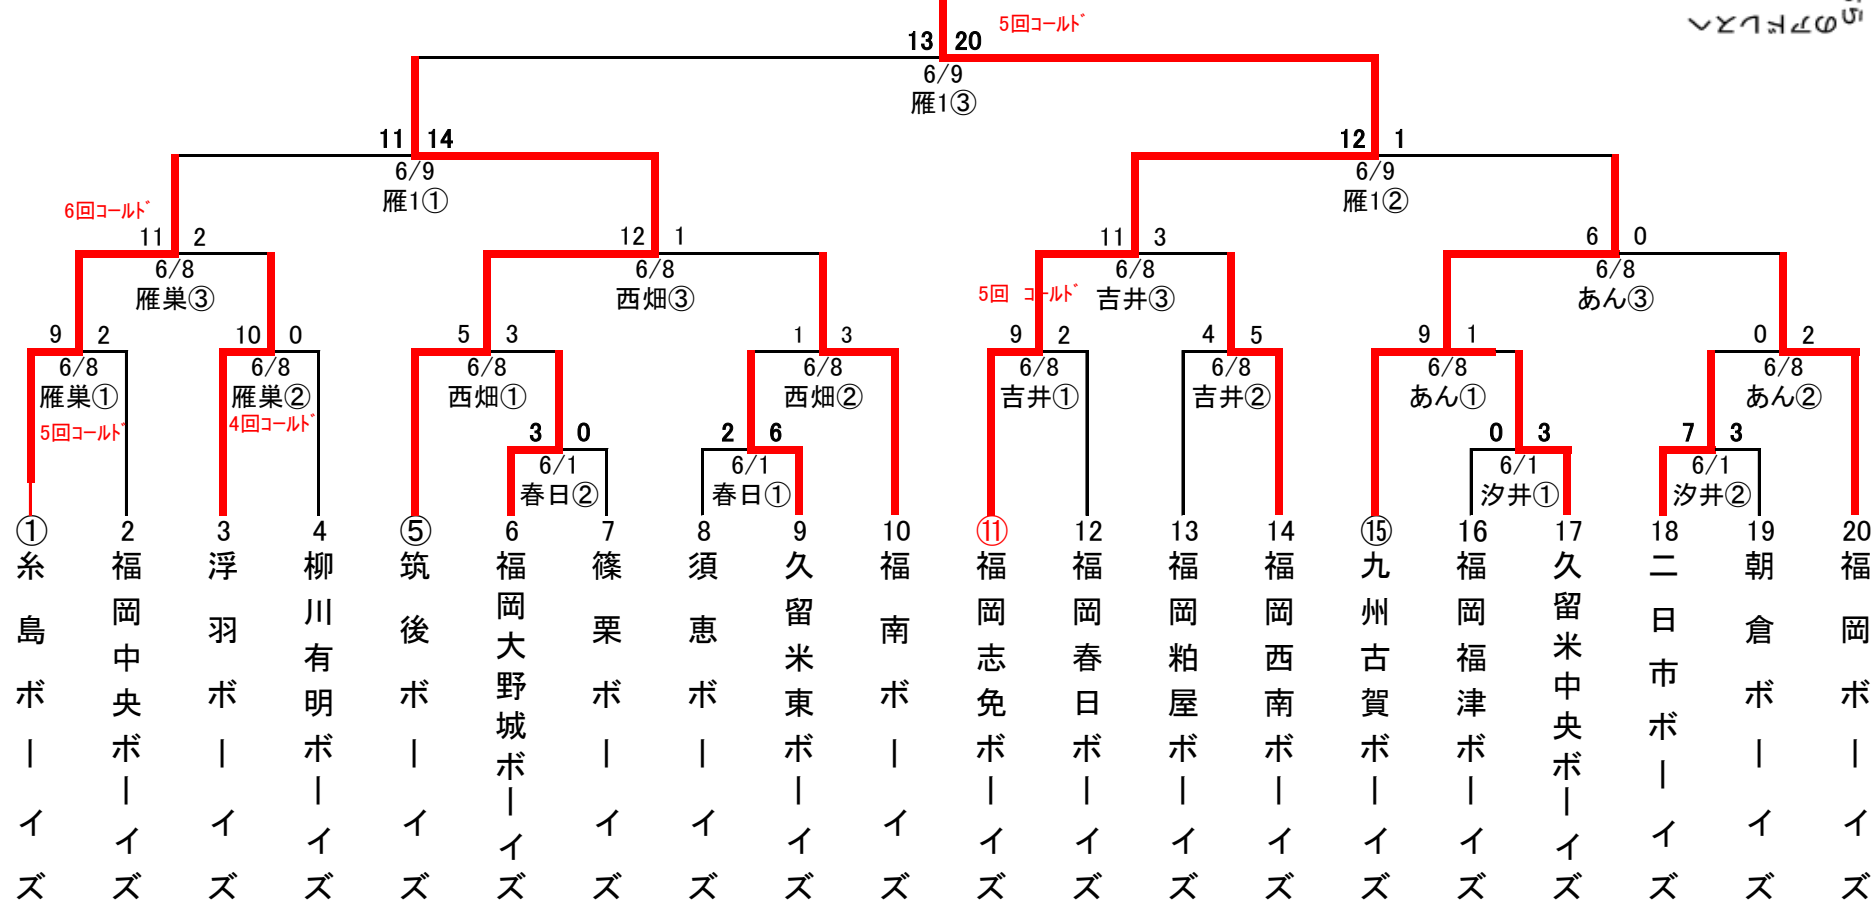 5回コールド
のアドレスへ
13 20
6/9
雁1③
11 14
6/9
雁1①
12 1
6/9
雁1②
6回コールド
11 2
6/8
雁巣③
12 1
6/8
西畑③
11 3
6/8
吉井③
5回 コールド
6 0
6/8
あん③
9 2
6/8
雁巣①
5回コールド
10 0
6/8
雁巣②
4回コールド
5 3
6/8
西畑①
1 3
6/8
西畑②
9 2
6/8
吉井①
4 5
6/8
吉井②
9 1
6/8
あん①
0 2
6/8
あん②
3 0
6/1
春日②
2 6
6/1
春日①
0 3
6/1
汐井①
7 3
6/1
汐井②
① 糸島ボーイズ
2 福岡中央ボーイズ
3 浮羽ボーイズ
4 柳川有明ボーイズ
⑤ 筑後ボーイズ
6 福岡大野城ボーイズ
7 篠栗ボーイズ
8 須恵ボーイズ
9 久留米東ボーイズ
10 福南ボーイズ
⑪ 福岡志免ボーイズ
12 福岡春日ボーイズ
13 福岡粕屋ボーイズ
14 福岡西南ボーイズ
⑮ 九州古賀ボーイズ
16 福岡福津ボーイズ
17 久留米中央ボーイズ
18 二日市ボーイズ
19 朝倉ボーイズ
20 福岡ボーイズ